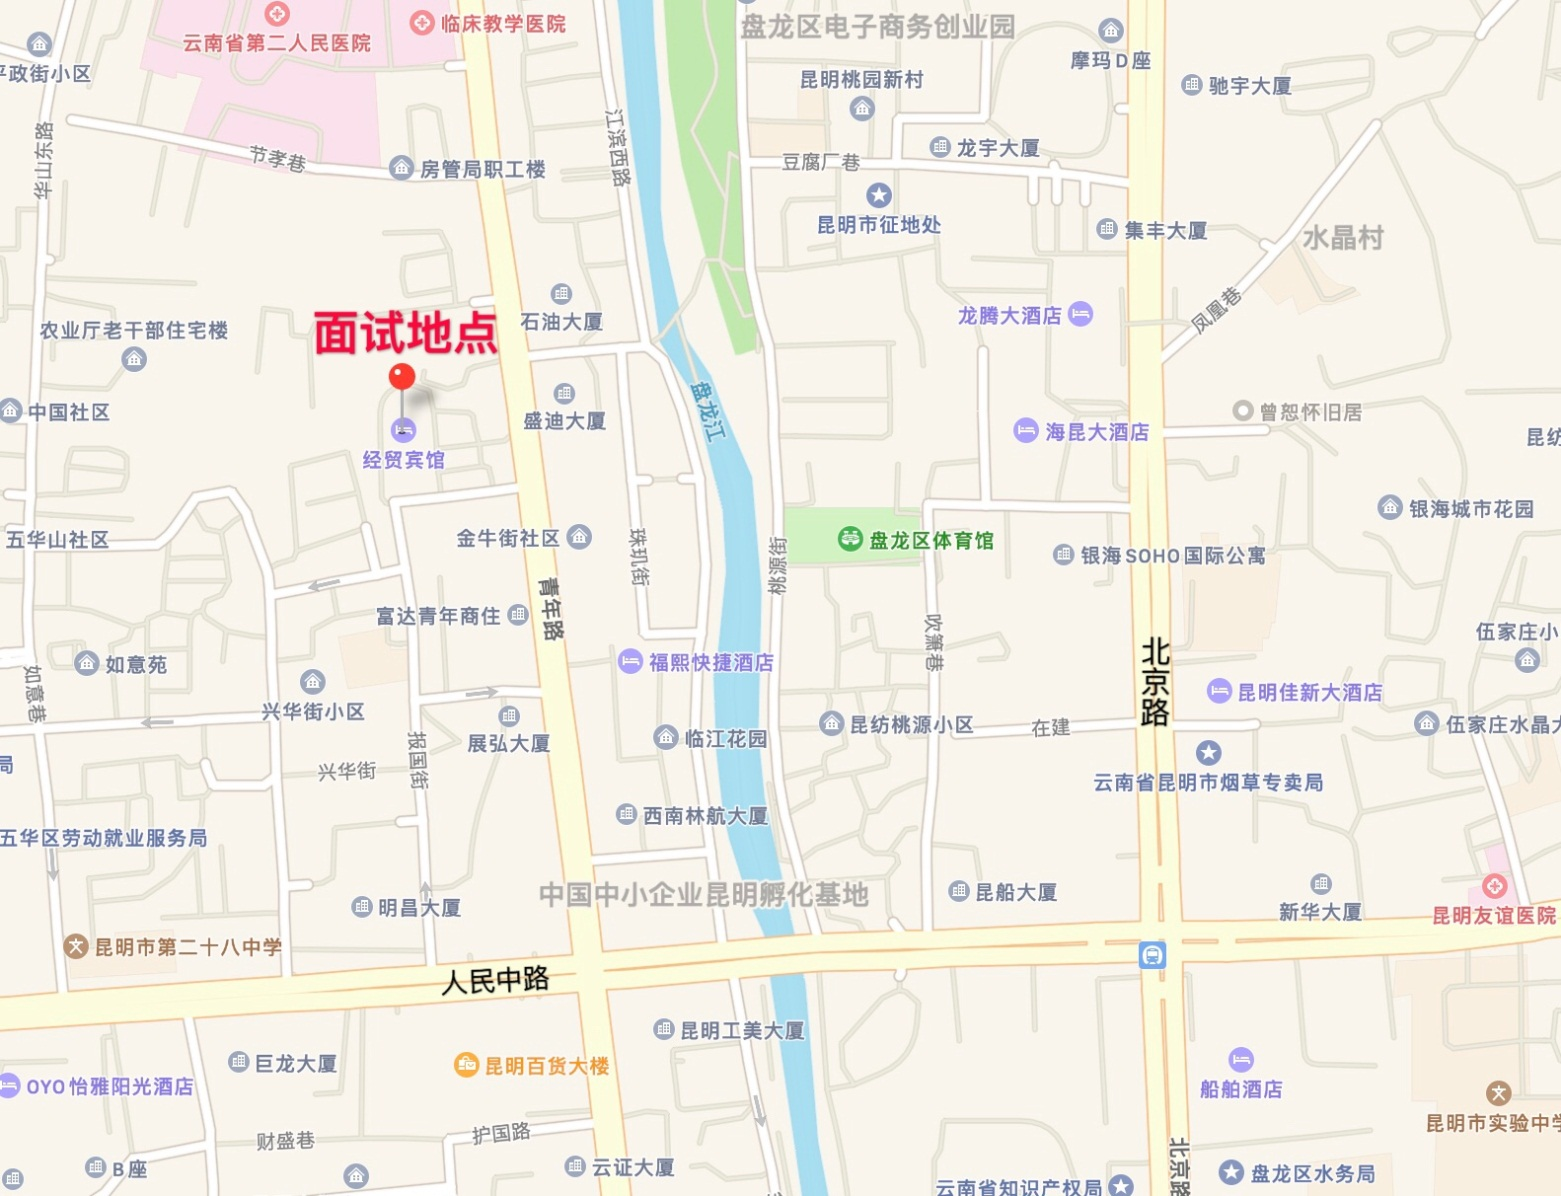 盘龙区电子商务创业园
临床教学医院
云南省第二人民医院
平政街小区
摩玛D座
昆明桃园新村
驰宇大厦
江滨西路
华山东路
节孝巷
房管局职工楼
龙宇大厦
豆腐厂巷
昆明市征地处
集丰大厦
水晶村
凤凰巷
石油大厦
龙腾大酒店
农业厅老干部住宅楼
面试地点
盘龙江
中国社区
盛迪大厦
海昆大酒店
曾恕怀旧居
昆纺
经贸宾馆
银海城市花园
五华山社区
金牛街社区
珠玑街
桃源街
盘龙区体育馆
银海SOHO国际公寓
青年路
富达青年商住
吹箫巷
伍家庄小
如意苑
福熙快捷酒店
北京路
如意巷
兴华街小区
昆明佳新大酒店
展弘大厦
临江花园
昆纺桃源小区
在建
伍家庄水晶大
局
兴华街
报国街
云南省昆明市烟草专卖局
五华区劳动就业服务局
西南林航大厦
中国中小企业昆明孵化基地
昆船大厦
明昌大厦
新华大厦
昆明友谊医院
昆明市第二十八中学
人民中路
昆明工美大厦
巨龙大厦
昆明百货大楼
OYO怡雅阳光酒店
船舶酒店
昆明市实验中学
财盛巷
护国路
B座
云证大厦
北京路
盘龙区水务局
云南省知识产权局